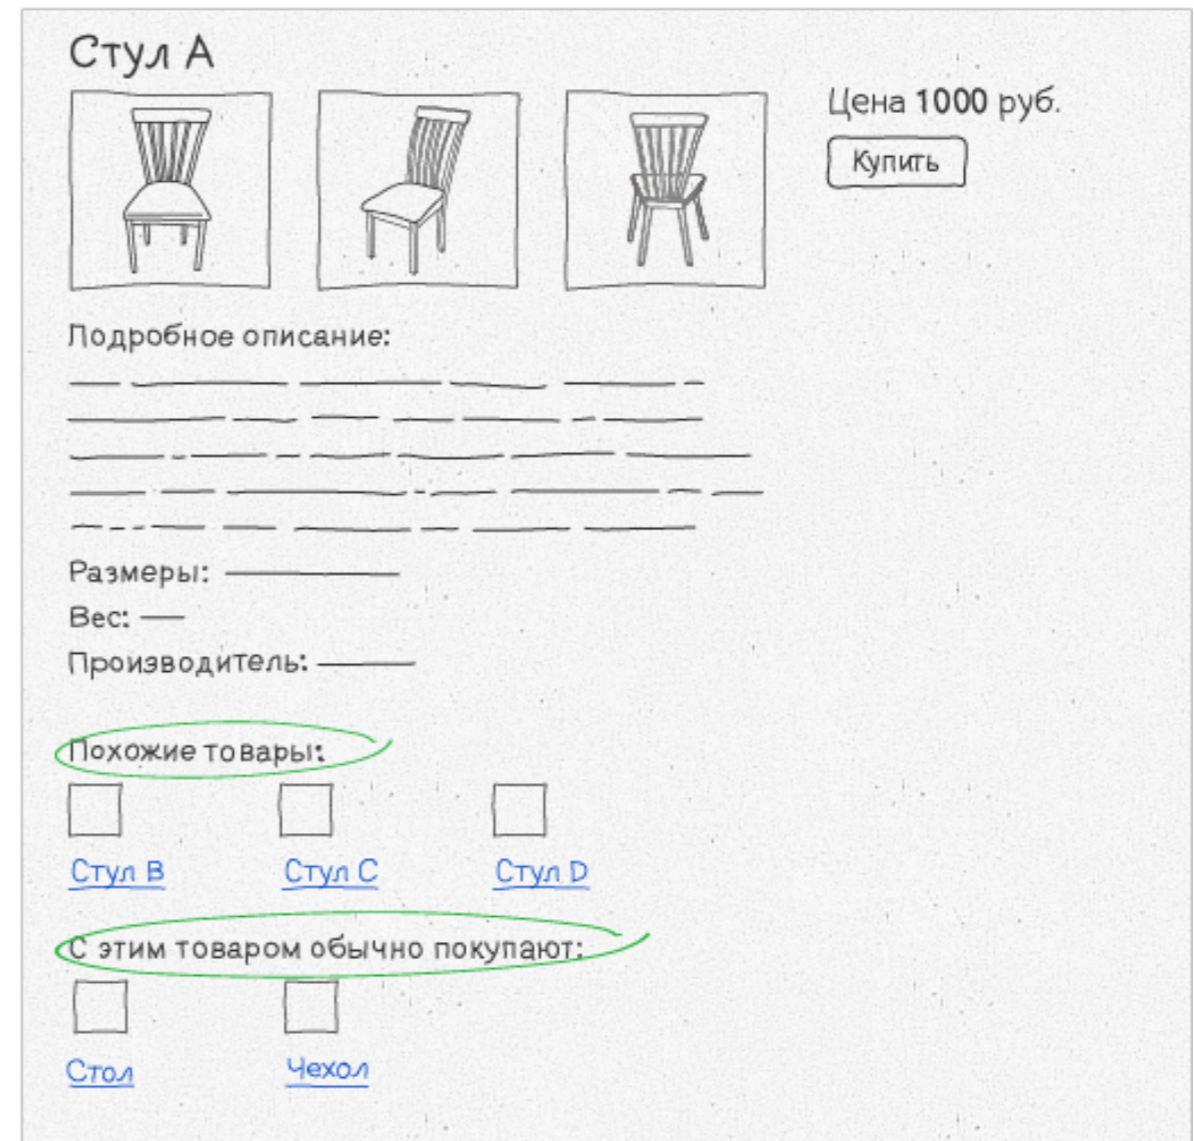 Стул А
Цена 1000 руб.
Купить
Подробное описание:
Размеры:
Вес:
Производитель:
Похожие товары:
Стул B
Стул C
Стул D
С этим товаром обычно покупают:
Стол
Чехол